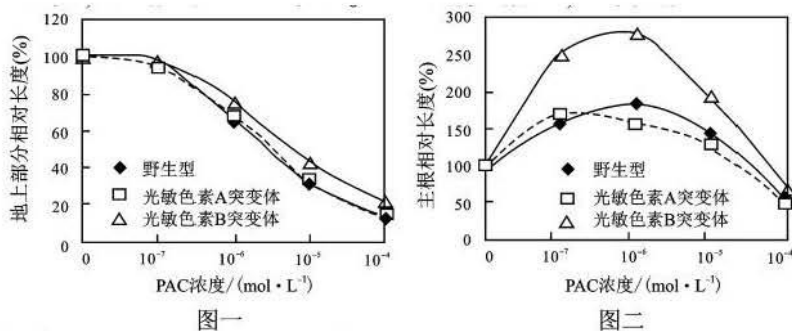 120
100
80
60
40
20
0
地上部分相对长度(%)
野生型
光敏色素A突变体
光敏色素B突变体
0 10⁻⁷ 10⁻⁶ 10⁻⁵ 10⁻⁴
PAC浓度/(mol·L⁻¹)
图一
300
250
200
150
100
50
0
主根相对长度(%)
野生型
光敏色素A突变体
光敏色素B突变体
0 10⁻⁷ 10⁻⁶ 10⁻⁵ 10⁻⁴
PAC浓度/(mol·L⁻¹)
图二